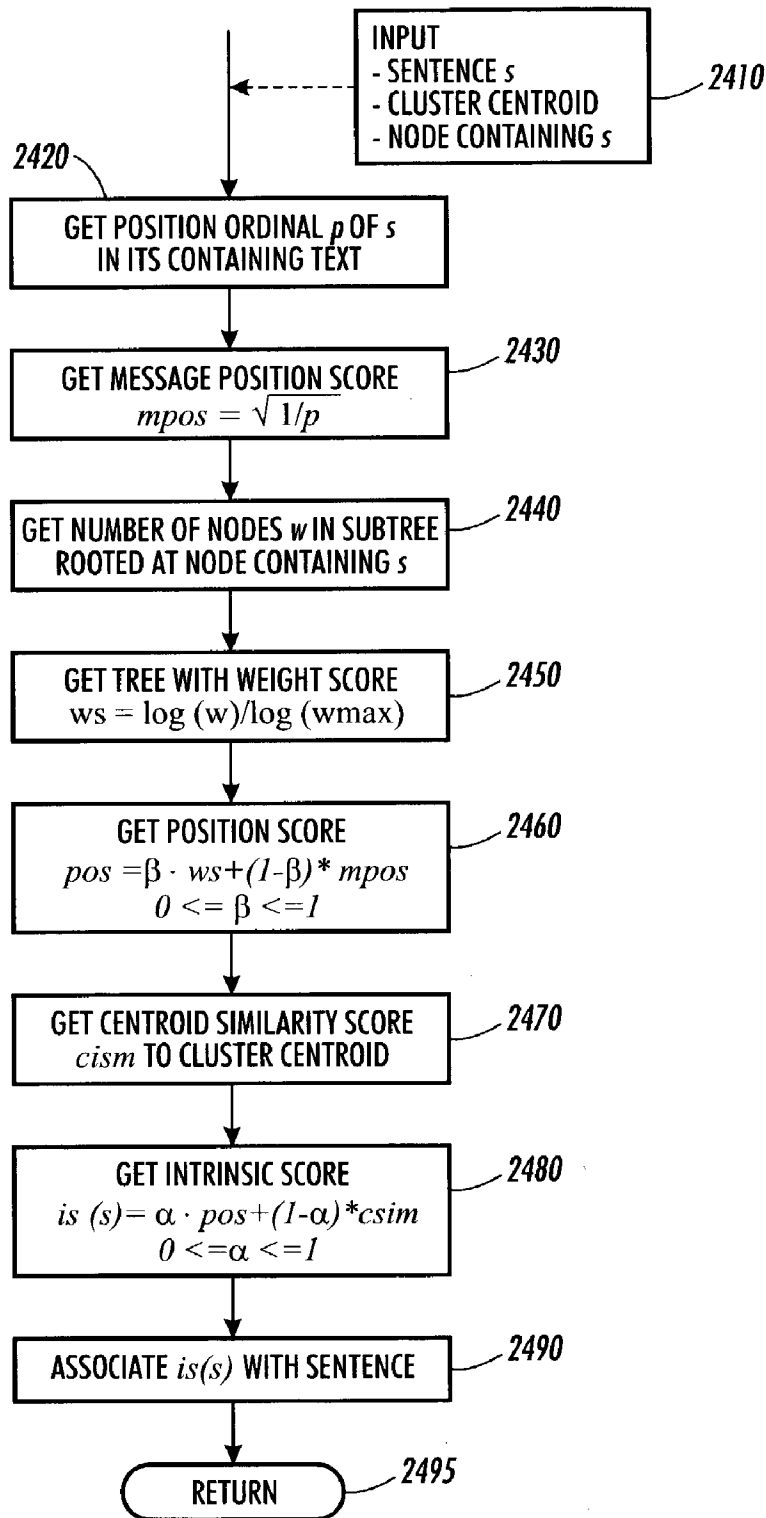 INPUT
- SENTENCE s
- CLUSTER CENTROID
- NODE CONTAINING s
2410
2420
GET POSITION ORDINAL p OF s
IN ITS CONTAINING TEXT
2430
GET MESSAGE POSITION SCORE
mpos = √1/p
2440
GET NUMBER OF NODES w IN SUBTREE
ROOTED AT NODE CONTAINING s
2450
GET TREE WITH WEIGHT SCORE
ws = log (w)/log (wmax)
2460
GET POSITION SCORE
pos =β · ws+(1-β)* mpos
0 <= β <=1
2470
GET CENTROID SIMILARITY SCORE
cism TO CLUSTER CENTROID
2480
GET INTRINSIC SCORE
is (s)= α · pos+(1-α)*csim
0 <=α <=1
2490
ASSOCIATE is(s) WITH SENTENCE
2495
RETURN